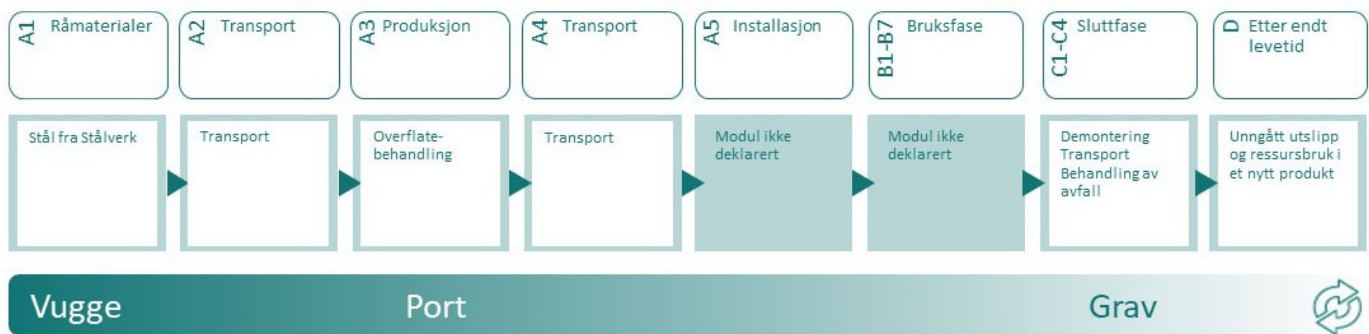 A1 Råmaterialer
A2 Transport
A3 Produksjon
A4 Transport
A5 Installasjon
B1-B7 Bruksfase
C1-C4 Sluttfase
D Etter endt
levetid
Stål fra Stålverk
Transport
Overflate-
behandling
Transport
Modul ikke
deklarert
Modul ikke
deklarert
Demontering
Transport
Behandling av
avfall
Unngått utslipp
og ressursbruk i
et nytt produkt
Vugge
Port
Grav